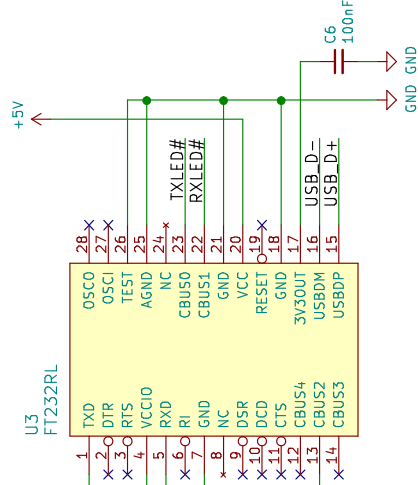 C6
100nF
GND
GND
+5V
TXLED#
RXLED#
USB_D-
USB_D+
28
27
26
25
24
23
22
21
20
19
18
17
16
15
OSCO
OSCI
TEST
AGND
NC
CBUS0
CBUS1
GND
VCC
RESET
GND
3V3OUT
USBDM
USBDP
U3
FT232RL
TXD
DTR
RTS
VCCIO
RXD
RI
GND
NC
DSR
DCD
CTS
CBUS4
CBUS2
CBUS3
1
2
3
4
5
6
7
8
9
10
11
12
13
14